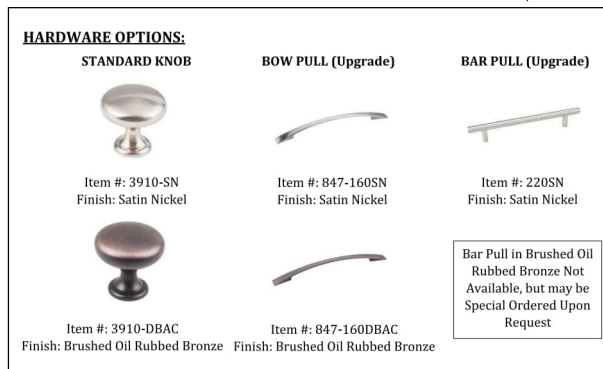 HARDWARE OPTIONS:
STANDARD KNOB
BOW PULL (Upgrade)
BAR PULL (Upgrade)
Item #: 3910-SN
Finish: Satin Nickel
Item #: 847-160SN
Finish: Satin Nickel
Item #: 220SN
Finish: Satin Nickel
Item #: 3910-DBAC
Finish: Brushed Oil Rubbed Bronze
Item #: 847-160DBAC
Finish: Brushed Oil Rubbed Bronze
Bar Pull in Brushed Oil
Rubbed Bronze Not
Available, but may be
Special Ordered Upon
Request